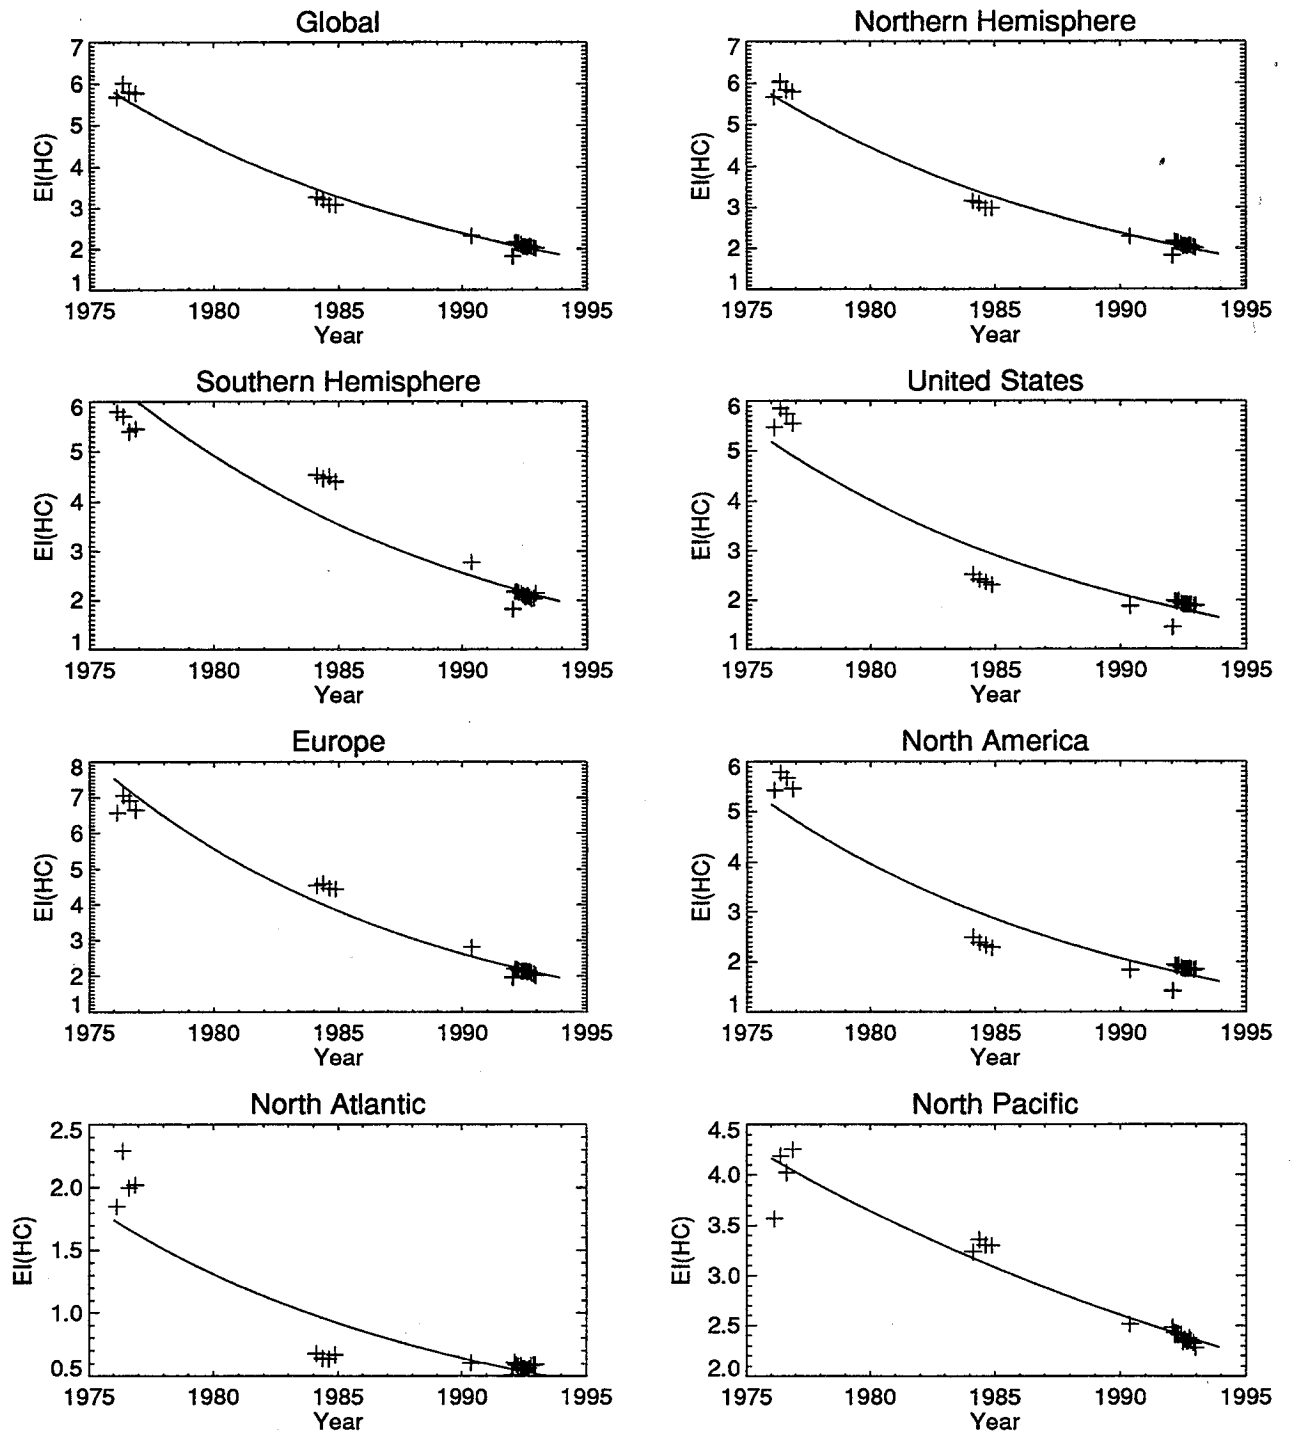 Global
7
6
5
4
3
2
1
EI(HC)
1975 1980 1985 1990 1995
Year
Northern Hemisphere
7
6
5
4
3
2
1
EI(HC)
1975 1980 1985 1990 1995
Year
Southern Hemisphere
6
5
4
3
2
1
EI(HC)
1975 1980 1985 1990 1995
Year
United States
6
5
4
3
2
1
EI(HC)
1975 1980 1985 1990 1995
Year
Europe
8
7
6
5
4
3
2
1
EI(HC)
1975 1980 1985 1990 1995
Year
North America
6
5
4
3
2
1
EI(HC)
1975 1980 1985 1990 1995
Year
North Atlantic
2.5
2.0
1.5
1.0
0.5
EI(HC)
1975 1980 1985 1990 1995
Year
North Pacific
4.5
4.0
3.5
3.0
2.5
2.0
EI(HC)
1975 1980 1985 1990 1995
Year